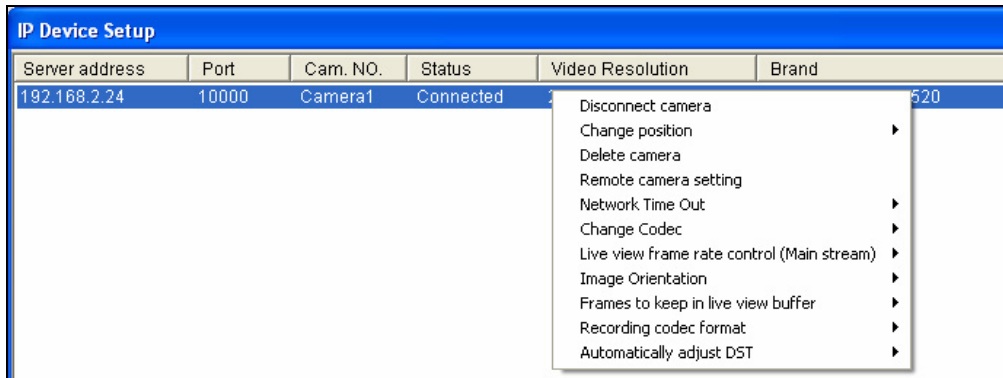 IP Device Setup
Server address Port Cam. NO. Status Video Resolution Brand
192.168.2.24 10000 Camera1 Connected 520
Disconnect camera
Change position
Delete camera
Remote camera setting
Network Time Out
Change Codec
Live view frame rate control (Main stream)
Image Orientation
Frames to keep in live view buffer
Recording codec format
Automatically adjust DST